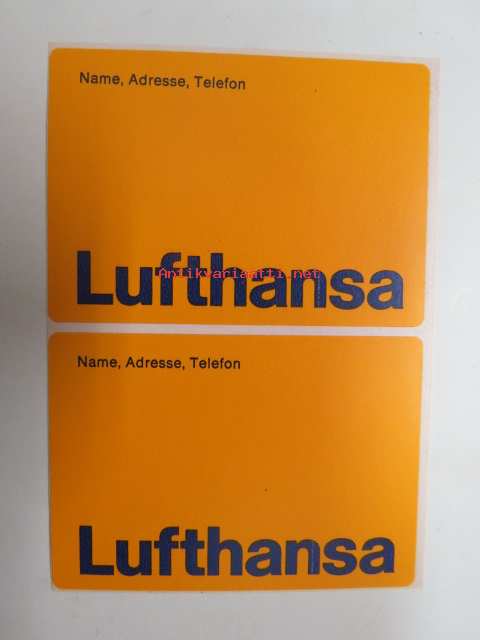 Name, Adresse, Telefon
Antikvariaatti.net
Lufthansa
Name, Adresse, Telefon
Lufthansa